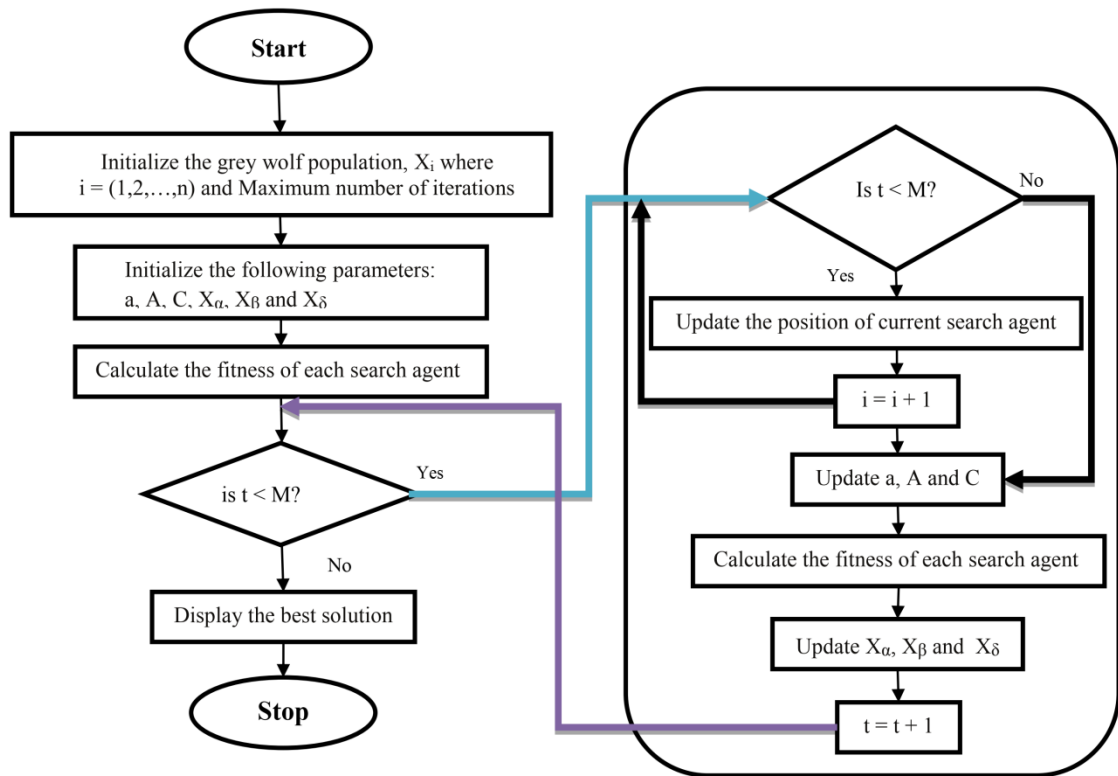 Start
Initialize the grey wolf population, Xi where
i = (1,2,…,n) and Maximum number of iterations
Initialize the following parameters:
a, A, C, Xα, Xβ and Xδ
Calculate the fitness of each search agent
is t < M?
Yes
No
Display the best solution
Stop
Is t < M?
No
Yes
Update the position of current search agent
i = i + 1
Update a, A and C
Calculate the fitness of each search agent
Update Xα, Xβ and Xδ
t = t + 1